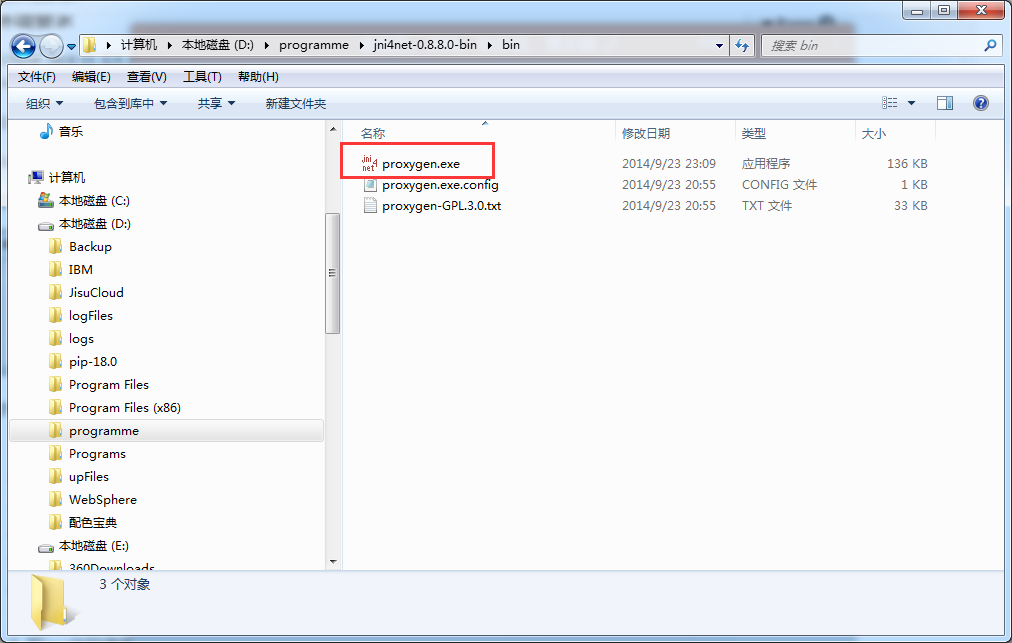 计算机 本地磁盘 (D:) programme jni4net-0.8.8.0-bin bin 搜索 bin
文件(F) 编辑(E) 查看(V) 工具(T) 帮助(H)
组织 包含到库中 共享 新建文件夹
音乐
计算机
本地磁盘 (C:)
本地磁盘 (D:)
Backup
IBM
JisuCloud
logFiles
logs
pip-18.0
Program Files
Program Files (x86)
programme
Programs
upFiles
WebSphere
配色宝典
本地磁盘 (E:)
360Downloads
名称 修改日期 类型 大小
jni4net proxygen.exe 2014/9/23 23:09 应用程序 136 KB
proxygen.exe.config 2014/9/23 20:55 CONFIG 文件 1 KB
proxygen-GPL.3.0.txt 2014/9/23 20:55 TXT 文件 33 KB
3 个对象